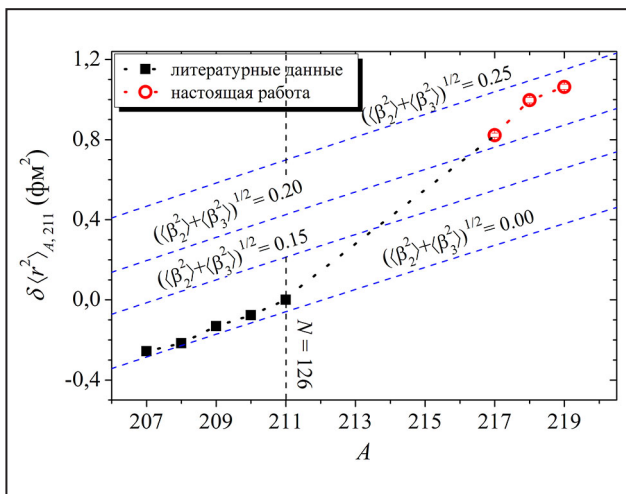 литературные данные
настоящая работа
1,2
0,8
0,4
0,0
-0,4
δ⟨r²⟩A, 211 (фм²)
(⟨β₂²⟩+⟨β₃²⟩)^1/2 = 0.25
(⟨β₂²⟩+⟨β₃²⟩)^1/2 = 0.20
(⟨β₂²⟩+⟨β₃²⟩)^1/2 = 0.15
(⟨β₂²⟩+⟨β₃²⟩)^1/2 = 0.00
N = 126
207 209 211 213 215 217 219
A